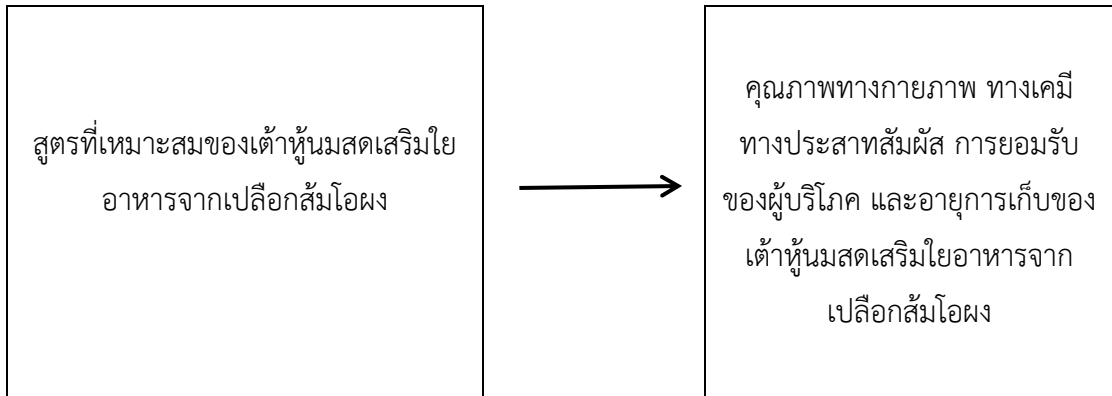 สูตรที่เหมาะสมของเต้าหู้นมสดเสริมใย
อาหารจากเปลือกส้มโอผง
คุณภาพทางกายภาพ ทางเคมี
ทางประสาทสัมผัส การยอมรับ
ของผู้บริโภค และอายุการเก็บของ
เต้าหู้นมสดเสริมใยอาหารจาก
เปลือกส้มโอผง